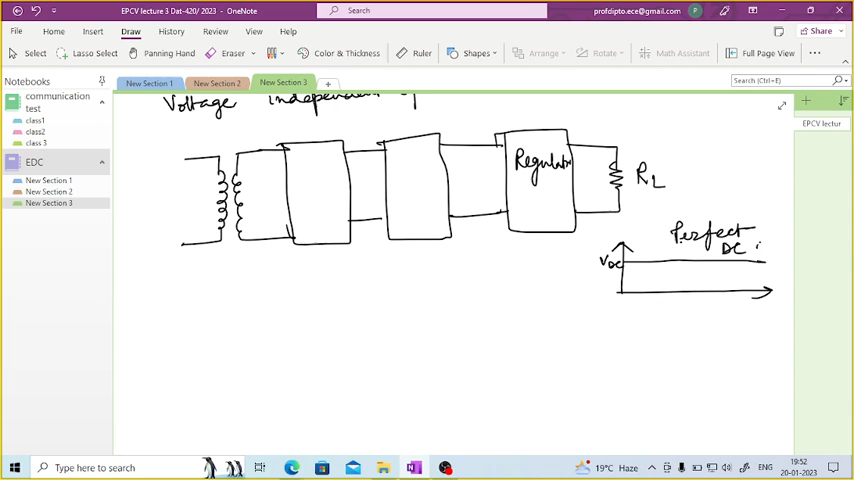 EPCV lecture 3 Dat-420/ 2023 - OneNote
Search
profdipto.ece@gmail.com
P
File
Home
Insert
Draw
History
Review
View
Help
Share
Select
Lasso Select
Panning Hand
Eraser
Color & Thickness
Ruler
Shapes
Arrange
Rotate
Math Assistant
Full Page View
Notebooks
New Section 1
New Section 2
New Section 3
Search (Ctrl+E)
communication
test
class1
class2
class 3
EDC
New Section 1
New Section 2
New Section 3
EPCV lectur
Voltage independent of
Regulator
RL
Perfect
DC
VDC
Type here to search
19°C Haze
ENG
19:52
20-01-2023